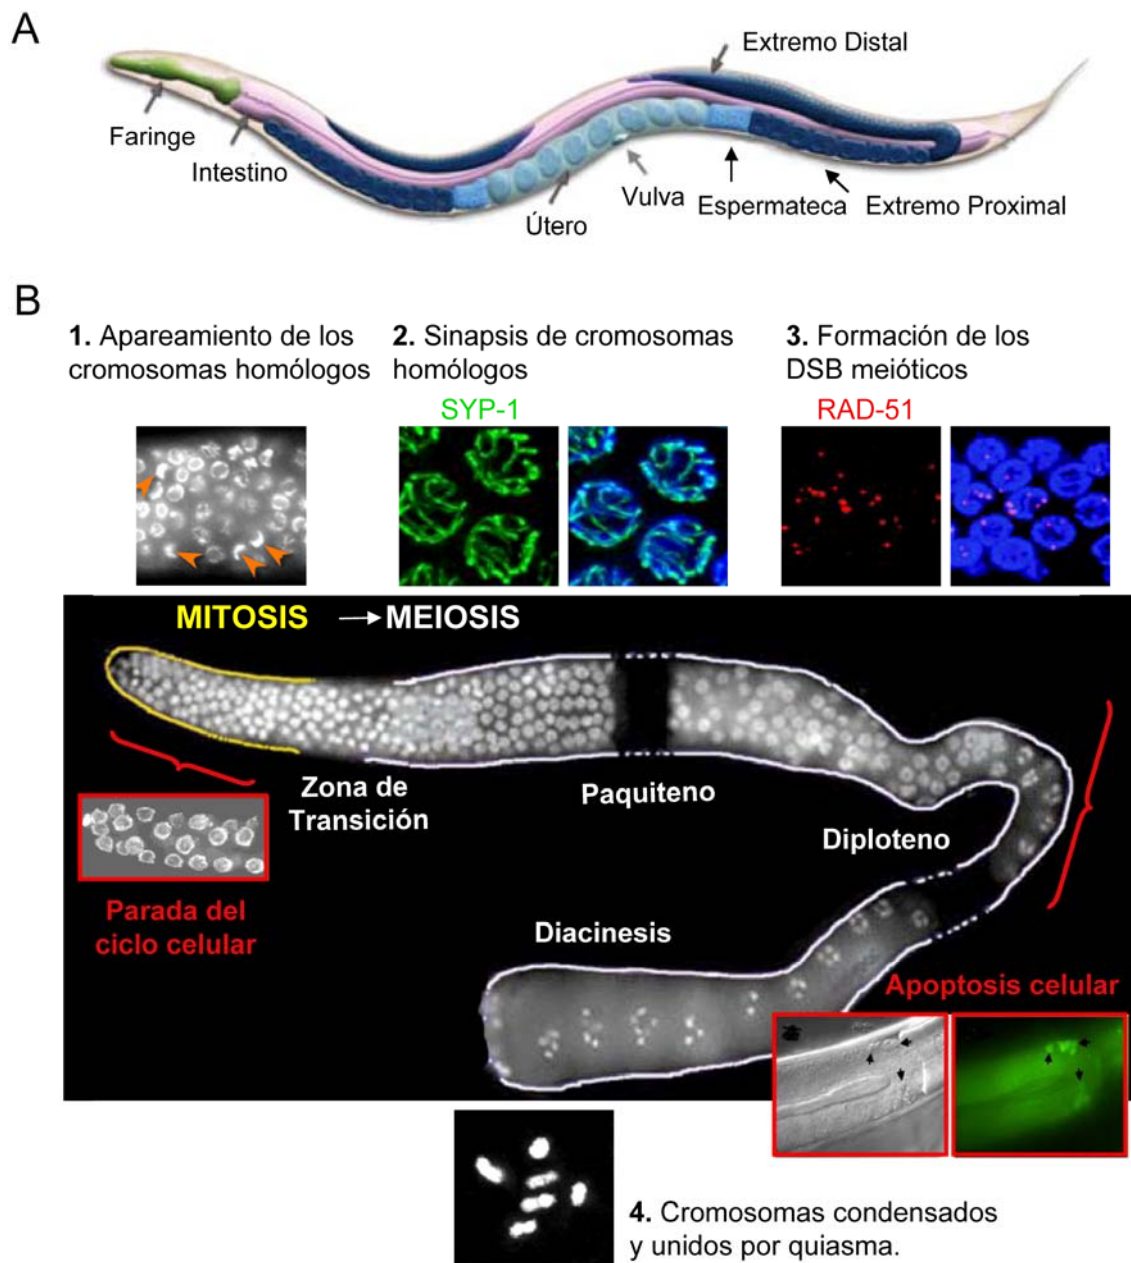 A
Extremo Distal
Faringe
Intestino
Vulva
Espermateca
Extremo Proximal
Útero
B
1. Apareamiento de los
cromosomas homólogos
2. Sinapsis de cromosomas
homólogos
3. Formación de los
DSB meióticos
SYP-1
RAD-51
MITOSIS → MEIOSIS
Zona de
Transición
Paquiteno
Diploteno
Parada del
ciclo celular
Diacinesis
Apoptosis celular
4. Cromosomas condensados
y unidos por quiasma.